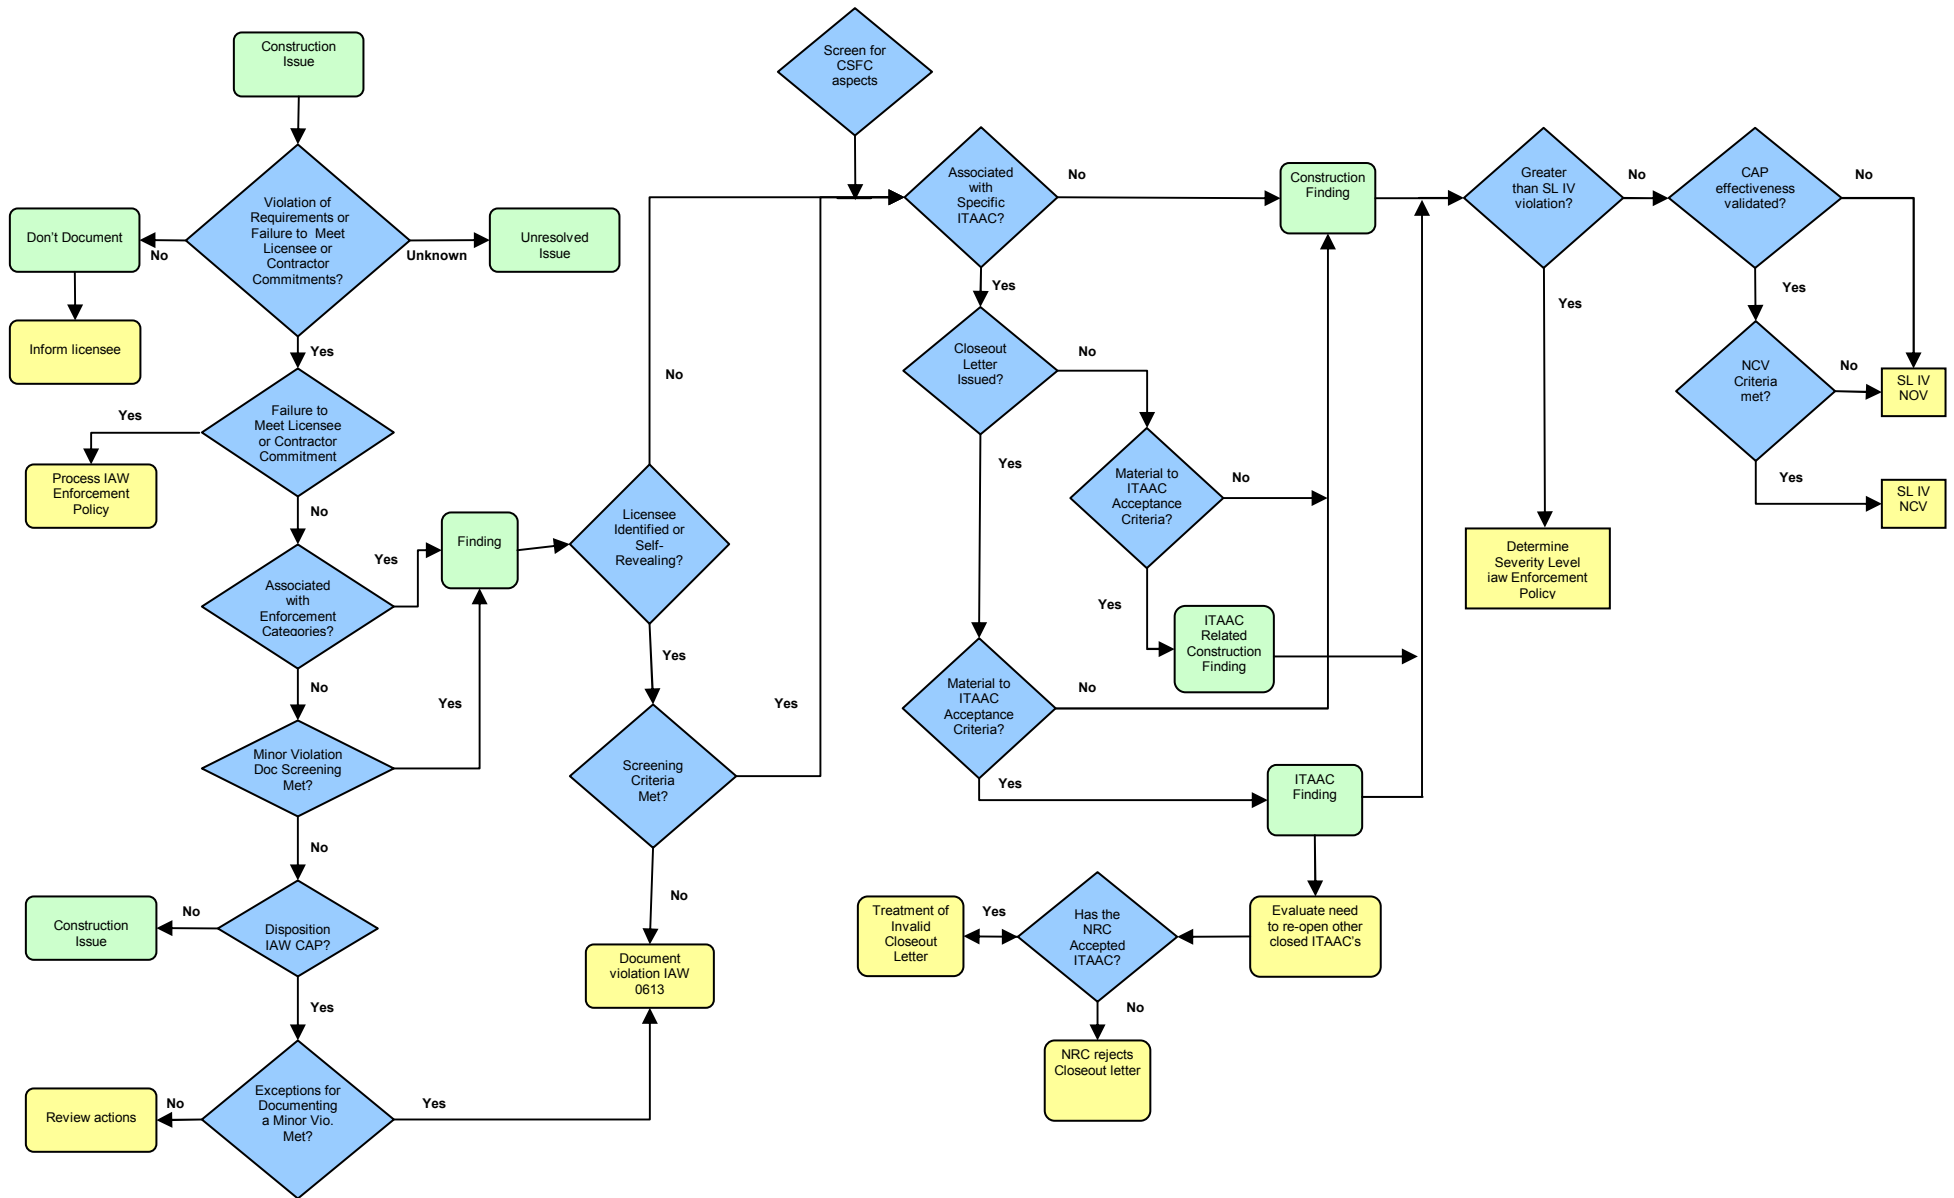 Construction
Issue
Violation of
Requirements or
Failure to Meet
Licensee or
Contractor
Commitments?
Don't Document
No
Unknown
Unresolved
Issue
Inform licensee
Yes
Failure to
Meet Licensee
or Contractor
Commitment
Yes
Process IAW
Enforcement
Policy
No
Associated
with
Enforcement
Categories?
Yes
Finding
No
Minor Violation
Doc Screening
Met?
Yes
No
Disposition
IAW CAP?
No
Construction
Issue
Yes
Exceptions for
Documenting
a Minor Vio.
Met?
No
Review actions
Yes
Licensee
Identified or
Self-
Revealing?
No
Yes
Screening
Criteria
Met?
Yes
No
Document
violation IAW
0613
Screen for
CSFC
aspects
Associated
with
Specific
ITAAC?
No
Yes
Closeout
Letter
Issued?
No
Material to
ITAAC
Acceptance
Criteria?
No
Yes
ITAAC
Related
Construction
Finding
Yes
Material to
ITAAC
Acceptance
Criteria?
No
Yes
ITAAC
Finding
Evaluate need
to re-open other
closed ITAAC's
Has the
NRC
Accepted
ITAAC?
Yes
Treatment of
Invalid
Closeout
Letter
No
NRC rejects
Closeout letter
Construction
Finding
Greater
than SL IV
violation?
No
Yes
Determine
Severity Level
iaw Enforcement
Policy
CAP
effectiveness
validated?
No
Yes
NCV
Criteria
met?
No
SL IV
NOV
Yes
SL IV
NCV